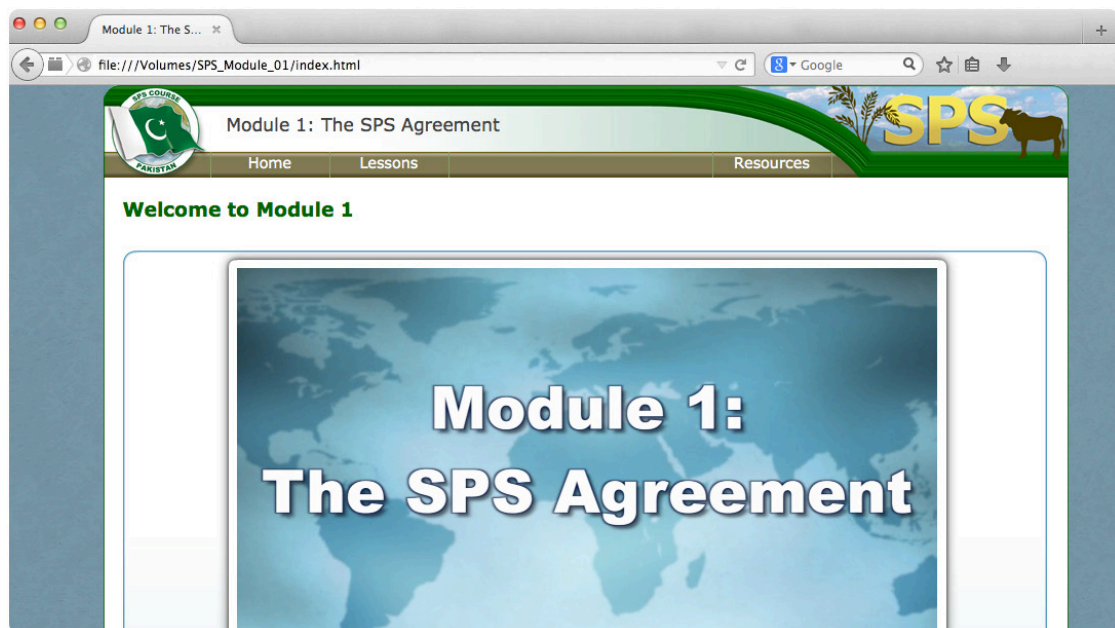 Module 1: The S...
file:///Volumes/SPS_Module_01/index.html
8 Google
SPS COURSE
PAKISTAN
Module 1: The SPS Agreement
SPS
Home Lessons Resources
Welcome to Module 1
Module 1:
The SPS Agreement